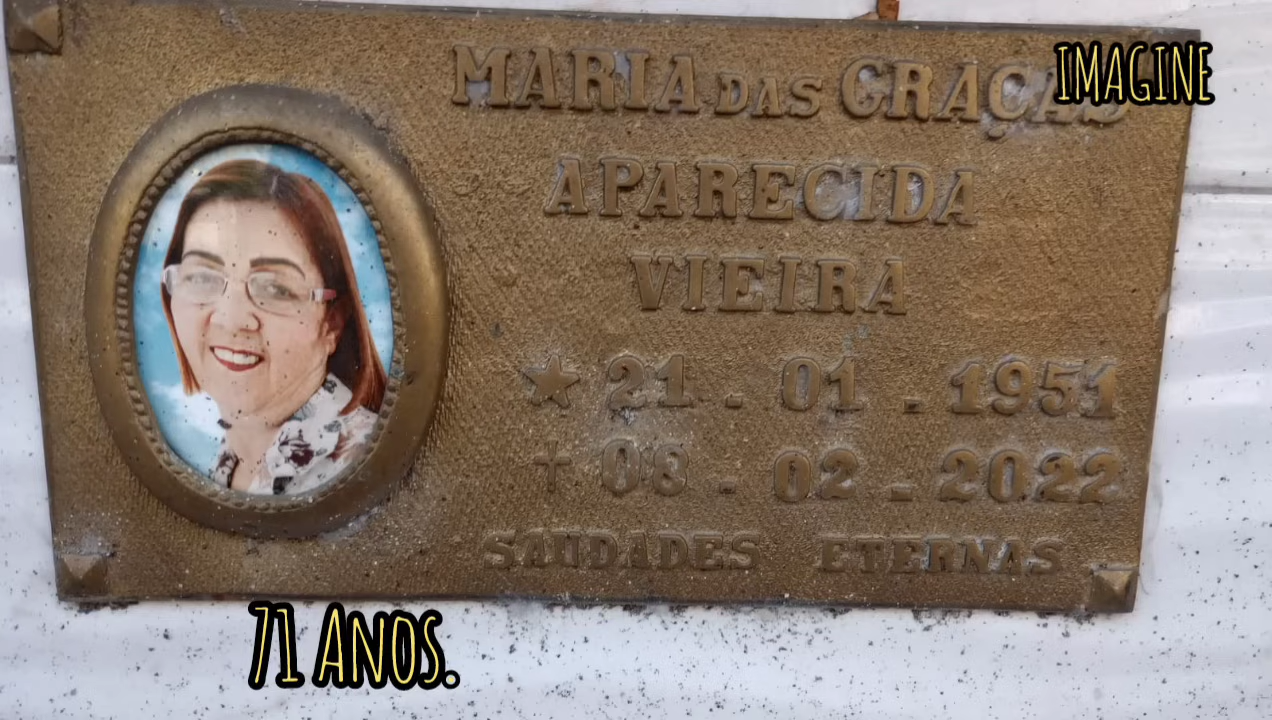 MARIA DAS GRAÇAS
IMAGINE
APARECIDA
VIEIRA
★ 21 . 01 . 1951
† 08 . 02 . 2022
SAUDADES ETERNAS
71 ANOS.